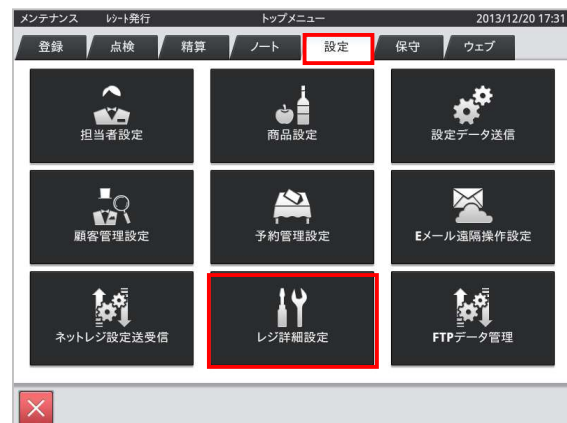 メンテナンス ﾚｼｰﾄ発行 トップメニュー 2013/12/20 17:31
登録 点検 精算 ノート 設定 保守 ウェブ
担当者設定 商品設定 設定データ送信
顧客管理設定 予約管理設定 Eメール遠隔操作設定
ネットレジ設定送受信 レジ詳細設定 FTPデータ管理